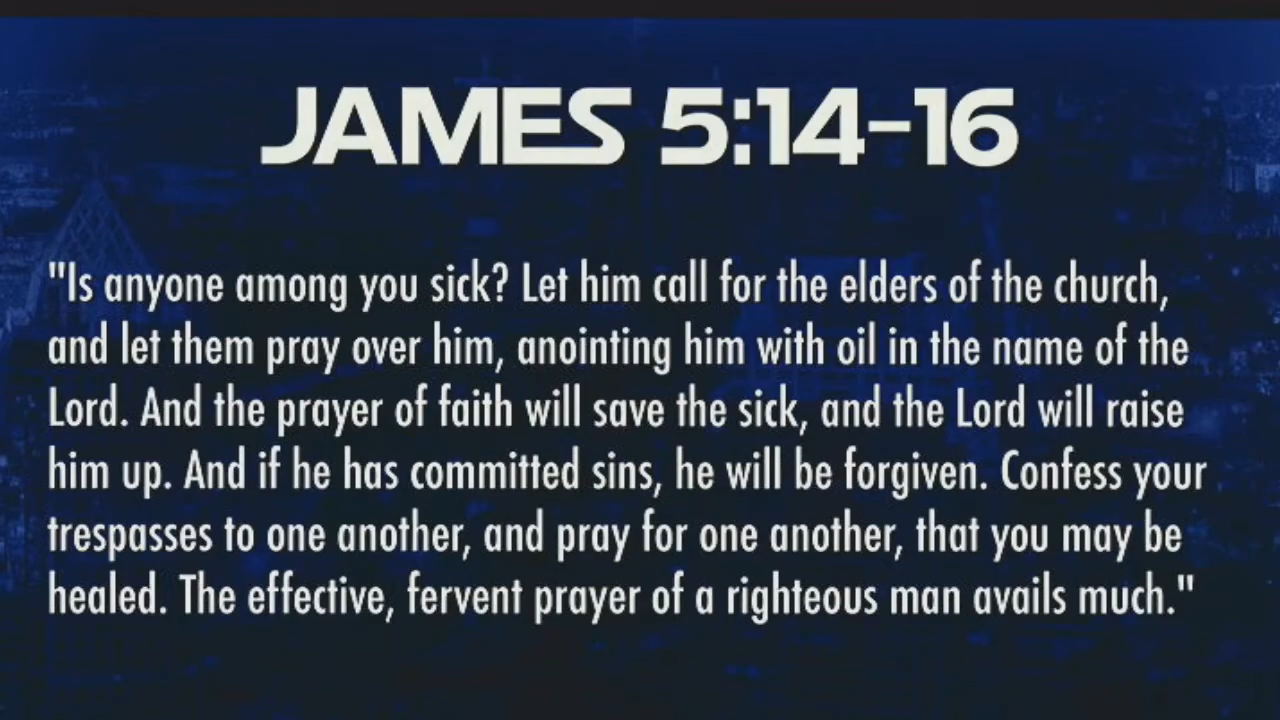 JAMES 5:14-16
"Is anyone among you sick? Let him call for the elders of the church,
and let them pray over him, anointing him with oil in the name of the
Lord. And the prayer of faith will save the sick, and the Lord will raise
him up. And if he has committed sins, he will be forgiven. Confess your
trespasses to one another, and pray for one another, that you may be
healed. The effective, fervent prayer of a righteous man avails much."